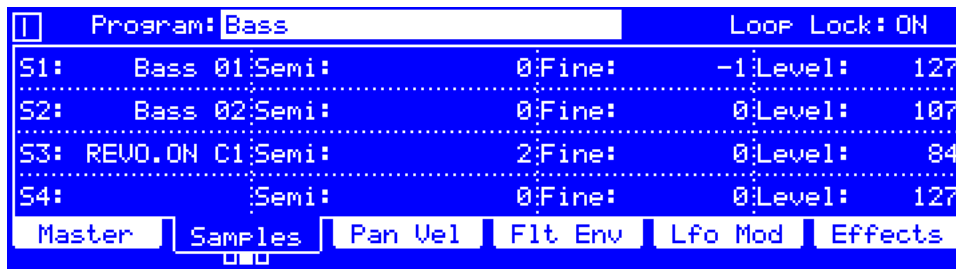 Program: Bass Loop Lock: ON
S1: Bass 01 Semi: 0 Fine: -1 Level: 127
S2: Bass 02 Semi: 0 Fine: 0 Level: 107
S3: REVO.ON C1 Semi: 2 Fine: 0 Level: 84
S4: Semi: 0 Fine: 0 Level: 127
Master Samples Pan Vel Flt Env Lfo Mod Effects